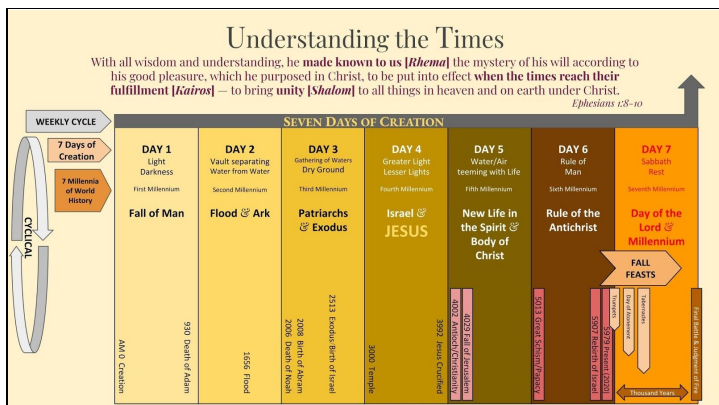 Understanding the Times
With all wisdom and understanding, he made known to us [Rhema] the mystery of his will according to
his good pleasure, which he purposed in Christ, to be put into effect when the times reach their
fulfillment [Kairos] — to bring unity [Shalom] to all things in heaven and on earth under Christ.
Ephesians 1:8-10
WEEKLY CYCLE
SEVEN DAYS OF CREATION
CYCLICAL
7 Days of
Creation
7 Millennia
of World
History
DAY 1
Light
Darkness
First Millennium
Fall of Man
AM 0 Creation
930 Death of Adam
DAY 2
Vault separating
Water from Water
Second Millennium
Flood & Ark
1656 Flood
DAY 3
Gathering of Waters
Dry Ground
Third Millennium
Patriarchs
& Exodus
2006 Death of Noah
2008 Birth of Abram
2513 Exodus/Birth of Israel
DAY 4
Greater Light
Lesser Lights
Fourth Millennium
Israel &
JESUS
3000 Temple
3992 Jesus Crucified
DAY 5
Water/Air
teeming with Life
Fifth Millennium
New Life in
the Spirit &
Body of
Christ
4002 Antioch/Christianity
4029 Fall of Jerusalem
DAY 6
Rule of
Man
Sixth Millennium
Rule of the
Antichrist
5013 Great Schism/Papacy
5907 Rebirth of Israel
5979 Present (2020)
DAY 7
Sabbath
Rest
Seventh Millennium
Day of the
Lord &
Millennium
FALL
FEASTS
Trumpets
Day of Atonement
Tabernacles
Thousand Years
Final Battle & Judgment of Fire